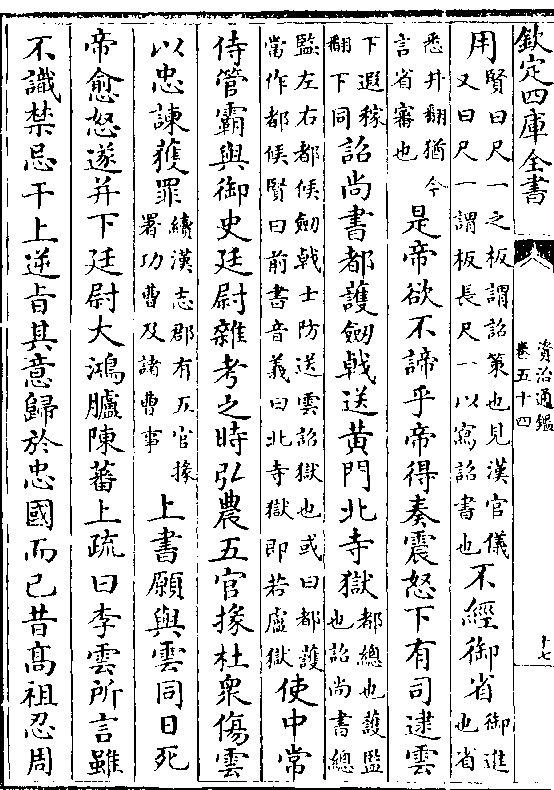 欽定四庫全書
資治通鑑
卷五十四
十七
用賢曰尺一之板謂詔策也見漢官儀又曰尺一謂板長尺一以寫詔書也不經御省御進也省
悉井翻猶今言省審也是帝欲不諦乎帝得奏震怒下有司逮雲
下遐稼翻下同詔尚書都護劒戟送黄門北寺獄都總也護監也詔尚書總
監左右都候劒戟士防送雲詔獄也或曰都護當作都候賢曰前書音義曰北寺獄即若盧獄使中常
侍管霸與御史廷尉雜考之時弘農五官掾杜衆傷雲
以忠諫獲罪續漢志郡有五官掾署功曹及諸曹事上書願與雲同日死
帝愈怒遂并下廷尉大鴻臚陳蕃上疏曰李雲所言雖
不識禁忌干上逆旨其意歸於忠國而已昔髙祖忍周